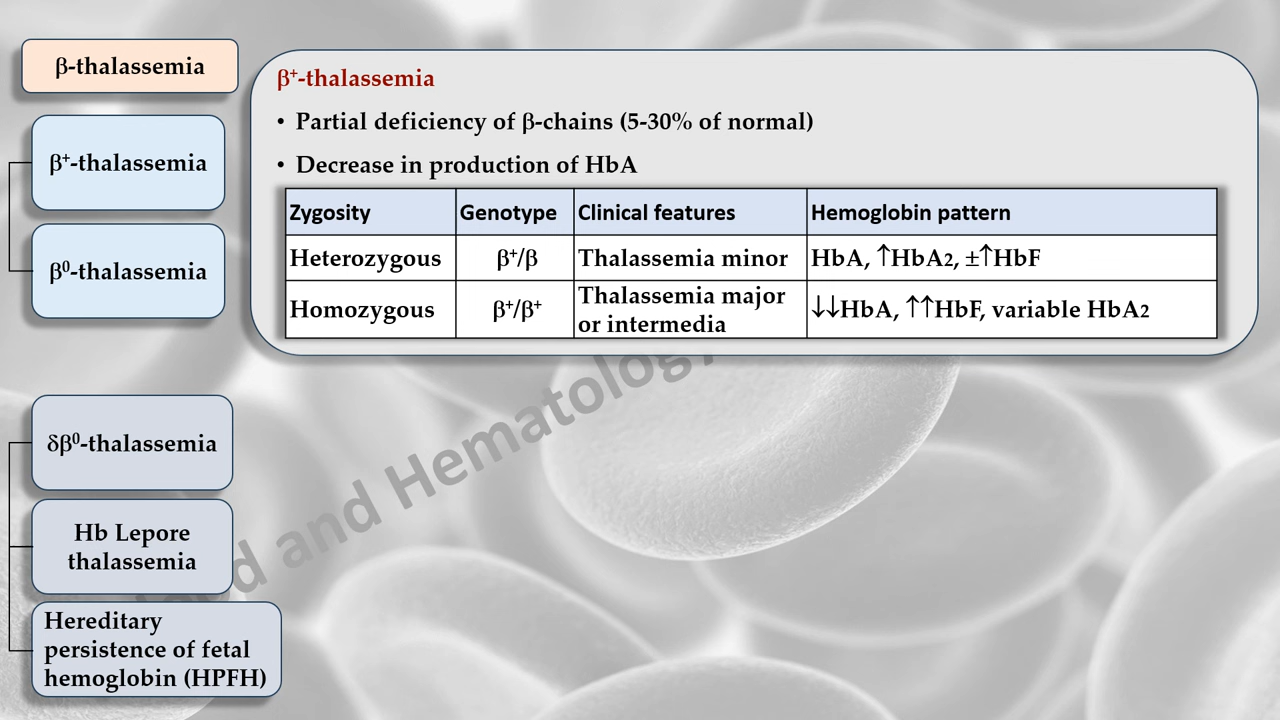 β-thalassemia
β⁺-thalassemia
β⁰-thalassemia
δβ⁰-thalassemia
Hb Lepore
thalassemia
Hereditary
persistence of fetal
hemoglobin (HPFH)
β⁺-thalassemia
• Partial deficiency of β-chains (5-30% of normal)
• Decrease in production of HbA
Zygosity Genotype Clinical features Hemoglobin pattern
Heterozygous β⁺/β Thalassemia minor HbA, ↑HbA2, ±↑HbF
Homozygous β⁺/β⁺ Thalassemia major
or intermedia ↓↓HbA, ↑↑HbF, variable HbA2
and Hematology